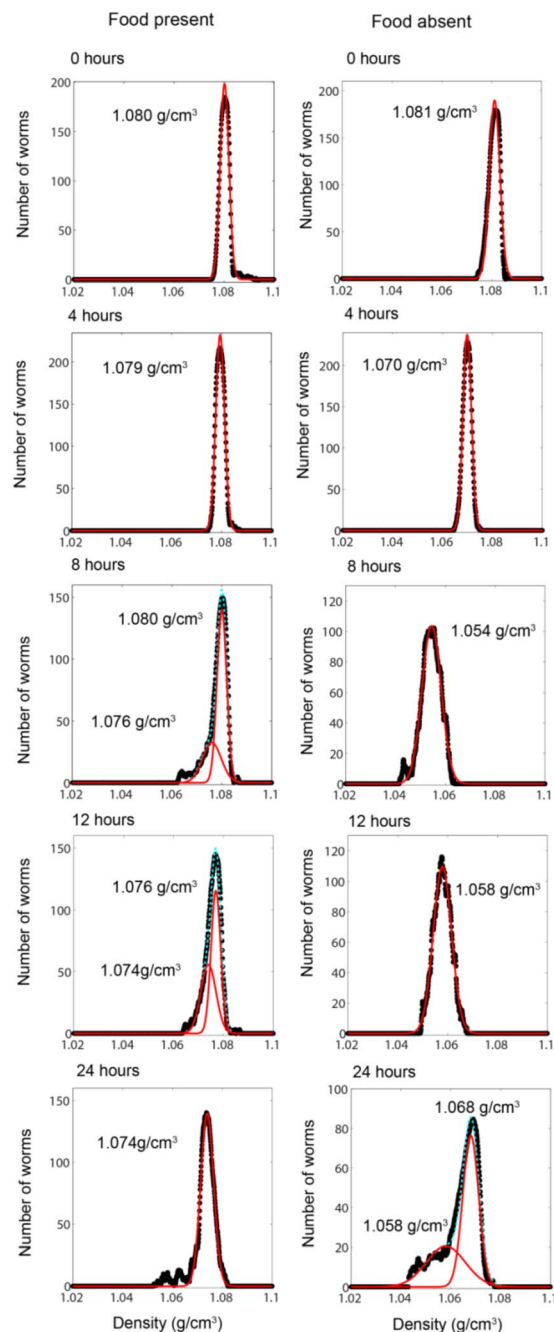 Food present Food absent
0 hours 0 hours
Number of worms
200
150
100
50
0
1.080 g/cm³
1.02 1.04 1.06 1.08 1.1
Number of worms
200
150
100
50
0
1.081 g/cm³
1.02 1.04 1.06 1.08 1.1
4 hours 4 hours
Number of worms
200
150
100
50
0
1.079 g/cm³
1.02 1.04 1.06 1.08 1.1
Number of worms
200
150
100
50
0
1.070 g/cm³
1.02 1.04 1.06 1.08 1.1
8 hours 8 hours
Number of worms
150
100
50
0
1.080 g/cm³
1.076 g/cm³
1.02 1.04 1.06 1.08 1.1
Number of worms
120
100
80
60
40
20
0
1.054 g/cm³
1.02 1.04 1.06 1.08 1.1
12 hours 12 hours
Number of worms
150
100
50
0
1.076 g/cm³
1.074g/cm³
1.02 1.04 1.06 1.08 1.1
Number of worms
120
100
80
60
40
20
0
1.058 g/cm³
1.02 1.04 1.06 1.08 1.1
24 hours 24 hours
Number of worms
150
100
50
0
1.074g/cm³
1.02 1.04 1.06 1.08 1.1
Density (g/cm³)
Number of worms
100
80
60
40
20
0
1.068 g/cm³
1.058 g/cm³
1.02 1.04 1.06 1.08 1.1
Density (g/cm³)